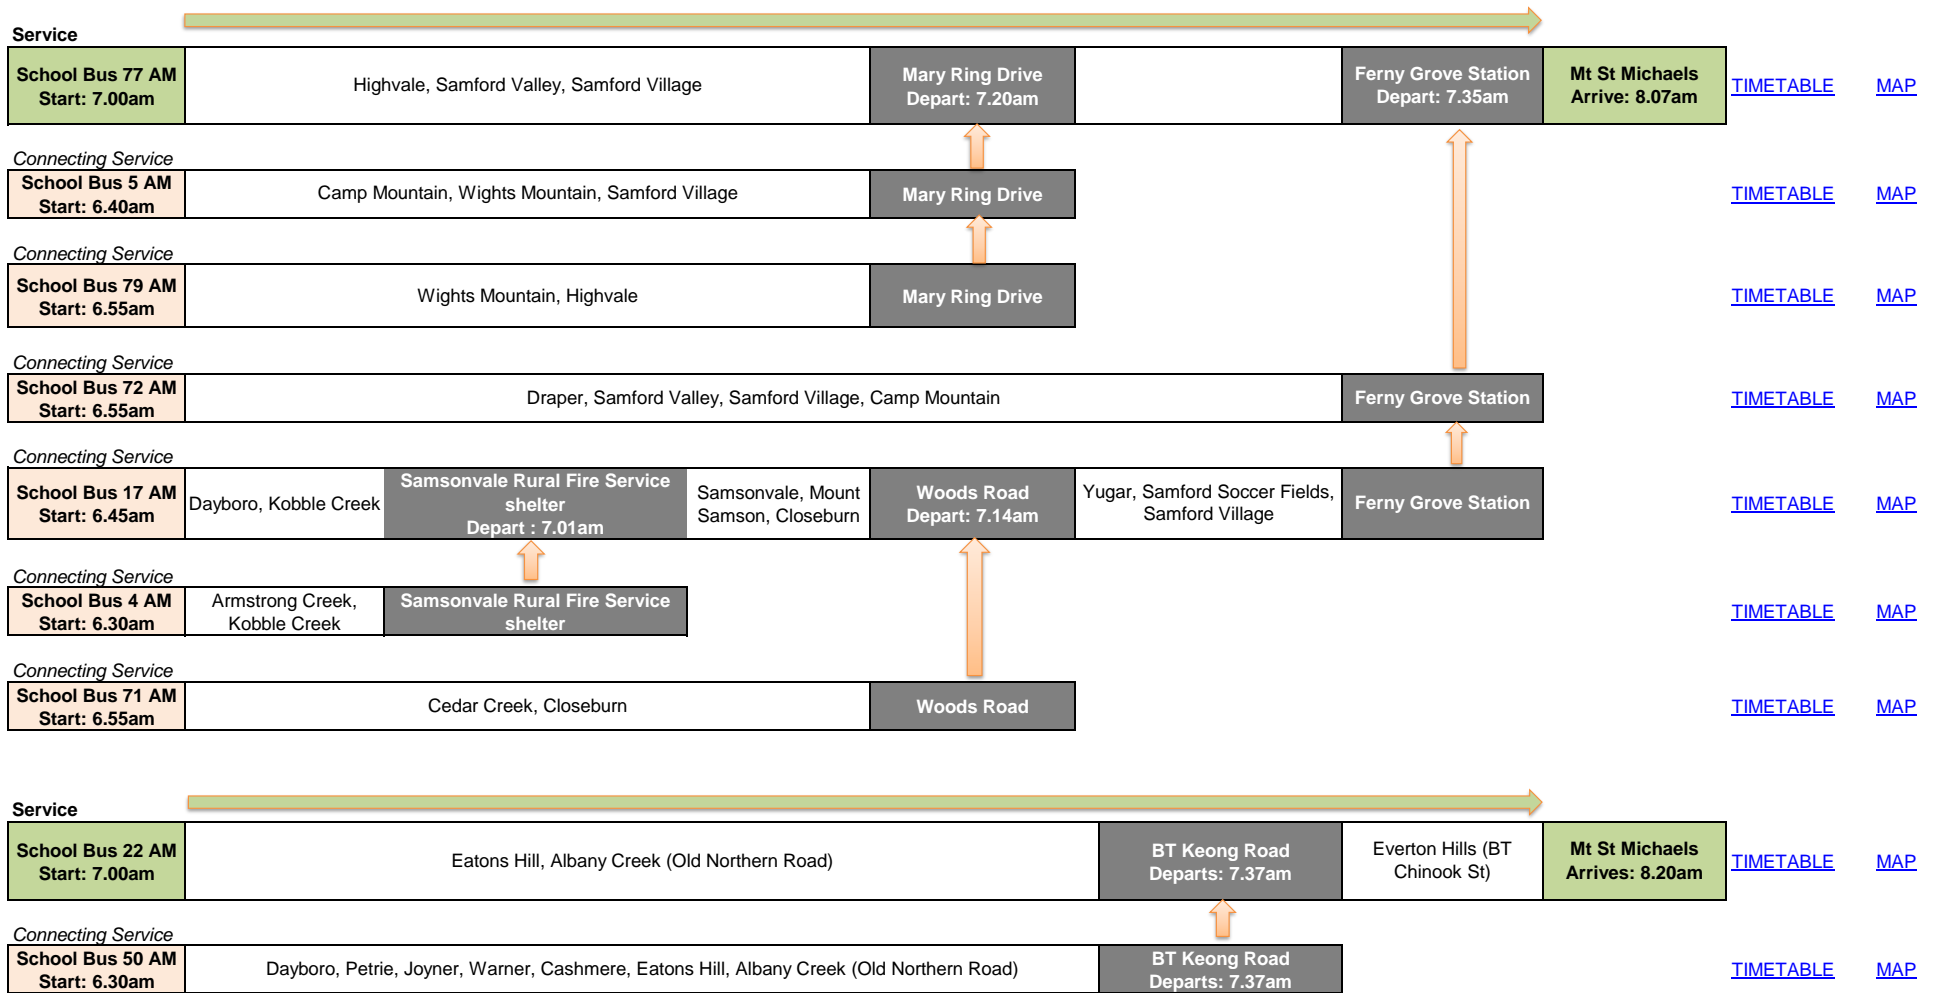 Service
School Bus 77 AM
Start: 7.00am
Highvale, Samford Valley, Samford Village
Mary Ring Drive
Depart: 7.20am
Ferny Grove Station
Depart: 7.35am
Mt St Michaels
Arrive: 8.07am
TIMETABLE
MAP
Connecting Service
School Bus 5 AM
Start: 6.40am
Camp Mountain, Wights Mountain, Samford Village
Mary Ring Drive
TIMETABLE
MAP
Connecting Service
School Bus 79 AM
Start: 6.55am
Wights Mountain, Highvale
Mary Ring Drive
TIMETABLE
MAP
Connecting Service
School Bus 72 AM
Start: 6.55am
Draper, Samford Valley, Samford Village, Camp Mountain
Ferny Grove Station
TIMETABLE
MAP
Connecting Service
School Bus 17 AM
Start: 6.45am
Dayboro, Kobble Creek
Samsonvale Rural Fire Service
shelter
Depart : 7.01am
Samsonvale, Mount
Samson, Closeburn
Woods Road
Depart: 7.14am
Yugar, Samford Soccer Fields,
Samford Village
Ferny Grove Station
TIMETABLE
MAP
Connecting Service
School Bus 4 AM
Start: 6.30am
Armstrong Creek,
Kobble Creek
Samsonvale Rural Fire Service
shelter
TIMETABLE
MAP
Connecting Service
School Bus 71 AM
Start: 6.55am
Cedar Creek, Closeburn
Woods Road
TIMETABLE
MAP
Service
School Bus 22 AM
Start: 7.00am
Eatons Hill, Albany Creek (Old Northern Road)
BT Keong Road
Departs: 7.37am
Everton Hills (BT
Chinook St)
Mt St Michaels
Arrives: 8.20am
TIMETABLE
MAP
Connecting Service
School Bus 50 AM
Start: 6.30am
Dayboro, Petrie, Joyner, Warner, Cashmere, Eatons Hill, Albany Creek (Old Northern Road)
BT Keong Road
Departs: 7.37am
TIMETABLE
MAP